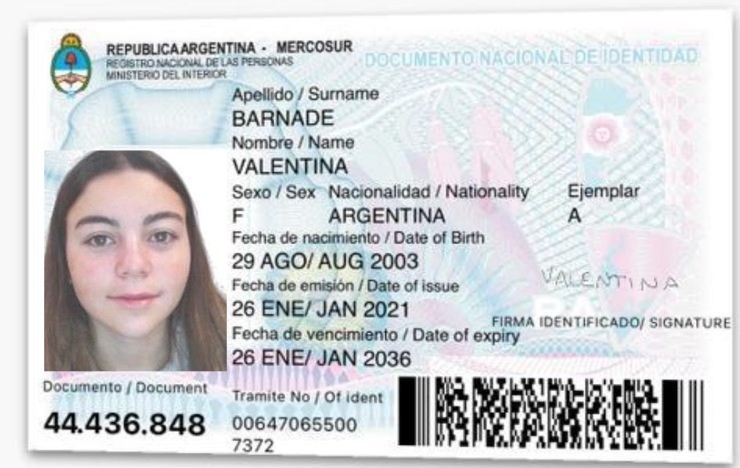 REPUBLICA ARGENTINA - MERCOSUR
REGISTRO NACIONAL DE LAS PERSONAS
MINISTERIO DEL INTERIOR
DOCUMENTO NACIONAL DE IDENTIDAD
Apellido / Surname
BARNADE
Nombre / Name
VALENTINA
Sexo / Sex Nacionalidad / Nationality Ejemplar
F ARGENTINA A
Fecha de nacimiento / Date of Birth
29 AGO/ AUG 2003
Fecha de emisión / Date of issue
VALENTINA
26 ENE/ JAN 2021
FIRMA IDENTIFICADO/ SIGNATURE
Fecha de vencimiento / Date of expiry
26 ENE/ JAN 2036
Documento / Document
44.436.848
Tramite No / Of ident
00647065500
7372